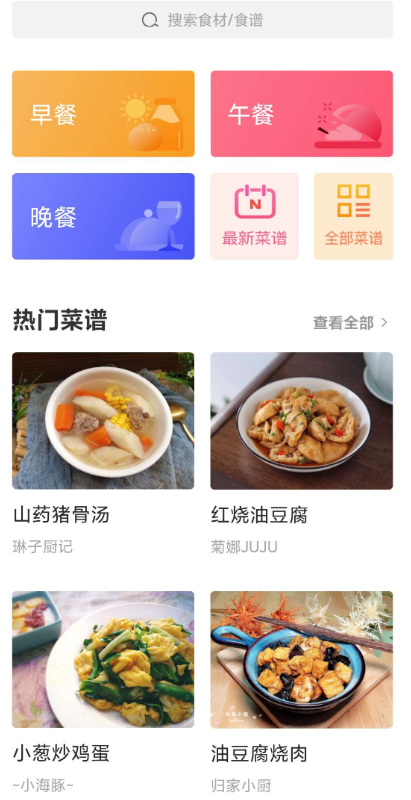 搜索食材/食谱
早餐
午餐
晚餐
N
最新菜谱
全部菜谱
热门菜谱
查看全部
山药猪骨汤
红烧油豆腐
琳子厨记
菊娜JUJU
小葱炒鸡蛋
油豆腐烧肉
~小海豚~
归家小厨